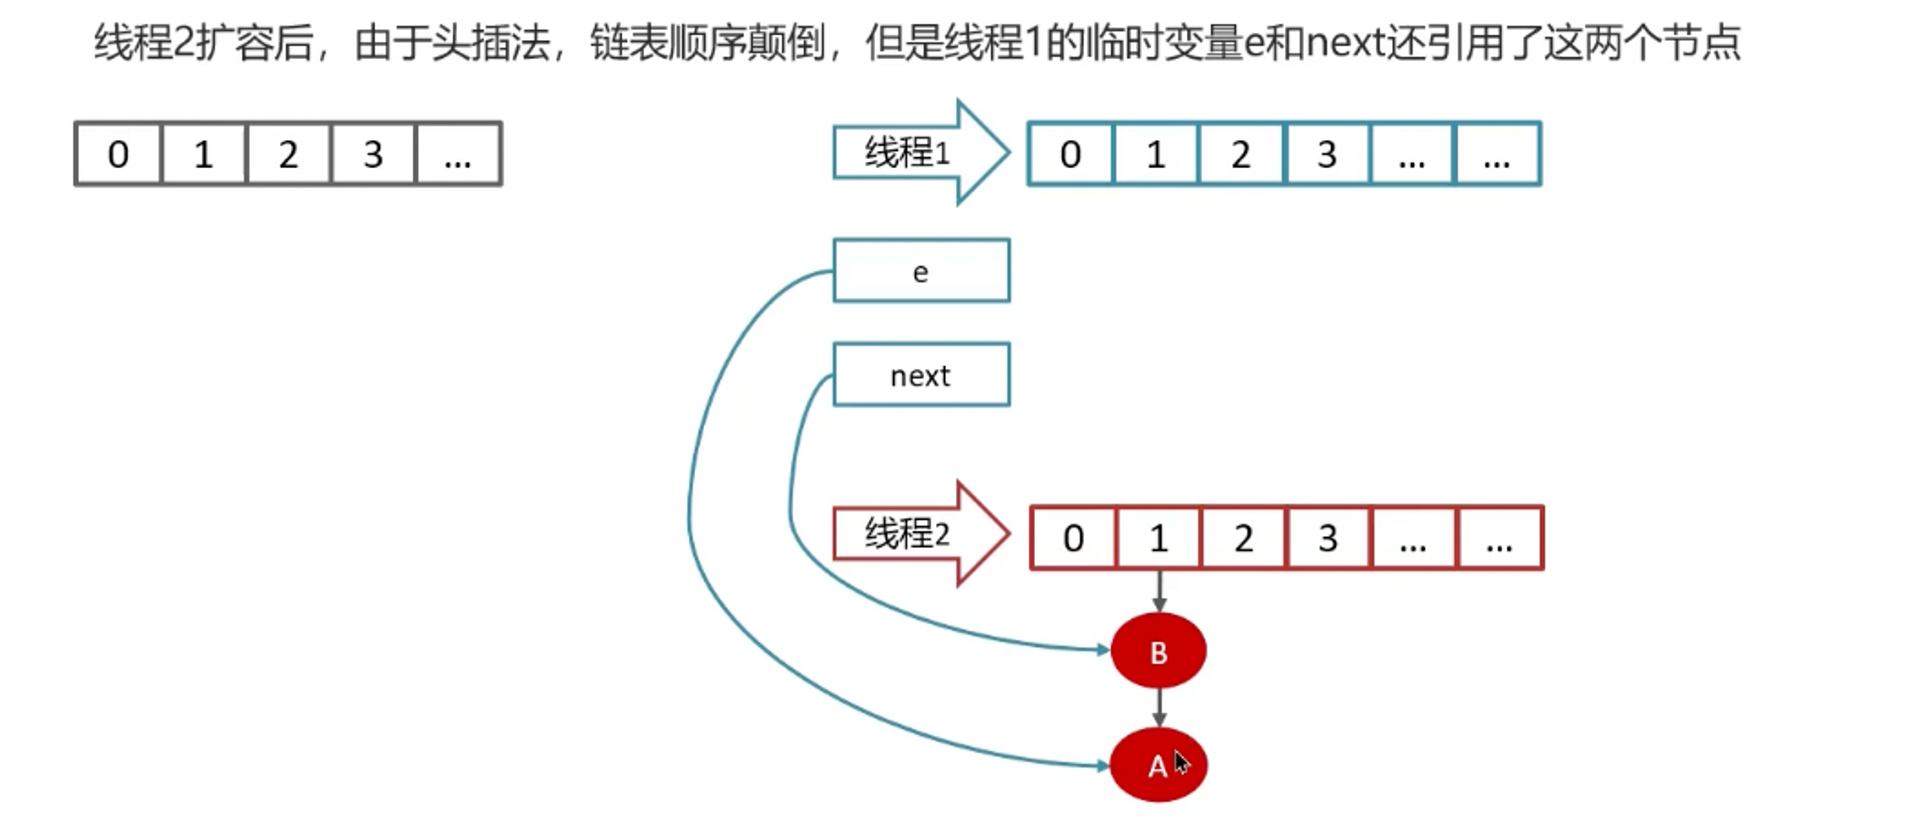 线程2扩容后，由于头插法，链表顺序颠倒，但是线程1的临时变量e和next还引用了这两个节点
0 1 2 3 ...
线程1
0 1 2 3 ... ...
e
next
线程2
0 1 2 3 ... ...
B
A